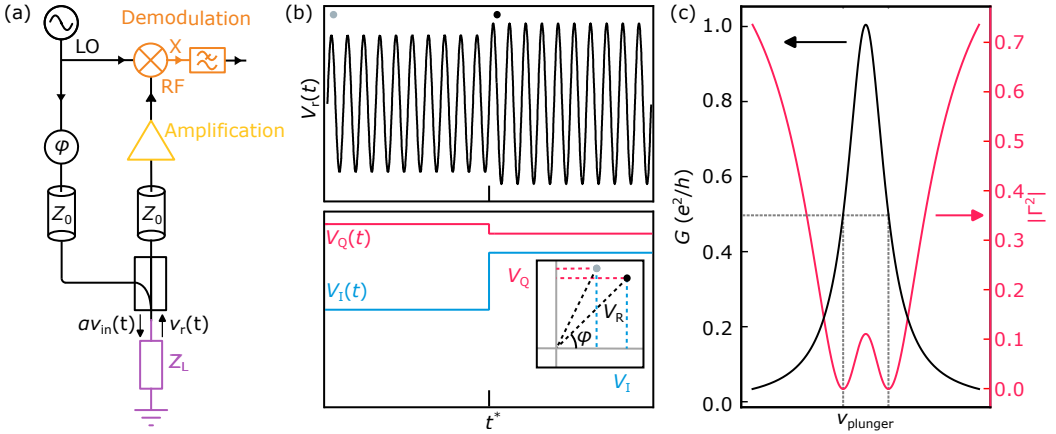 (a)
LO
Demodulation
X
RF
φ
Amplification
Z₀
Z₀
av_in(t)
v_r(t)
Z_L
(b)
V_r(t)
V_Q(t)
V_I(t)
V_Q
V_R
φ
V_I
t*
(c)
G (e²/h)
1.0
0.8
0.6
0.4
0.2
0.0
v_plunger
0.7
0.6
0.5
0.4
0.3
0.2
0.1
0.0
|Γ²|